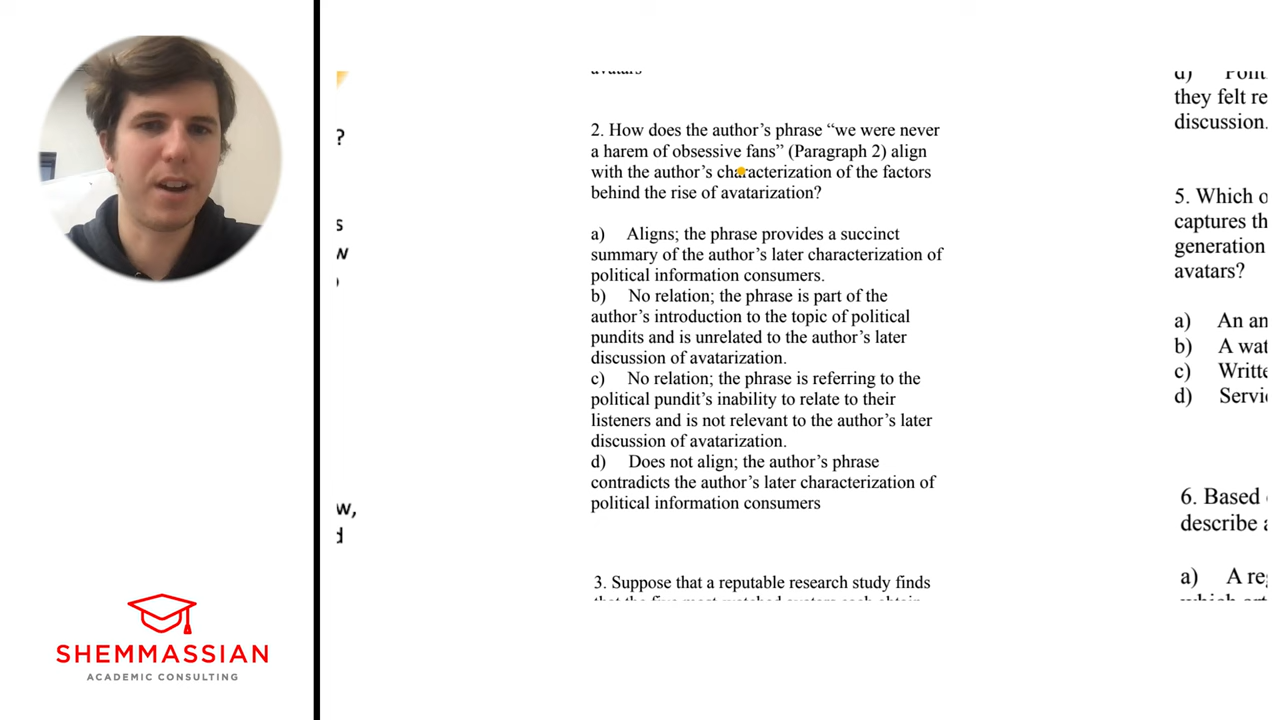 2. How does the author's phrase “we were never
a harem of obsessive fans” (Paragraph 2) align
with the author's characterization of the factors
behind the rise of avatarization?
a) Aligns; the phrase provides a succinct
summary of the author's later characterization of
political information consumers.
b) No relation; the phrase is part of the
author's introduction to the topic of political
pundits and is unrelated to the author's later
discussion of avatarization.
c) No relation; the phrase is referring to the
political pundit's inability to relate to their
listeners and is not relevant to the author's later
discussion of avatarization.
d) Does not align; the author's phrase
contradicts the author's later characterization of
political information consumers
3. Suppose that a reputable research study finds
they felt re
discussion.
5. Which o
captures th
generation
avatars?
a) An an
b) A wat
c) Writte
d) Servic
6. Based
describe a
a) A re
?
s
w
w,
d
SHEMMASSIAN
ACADEMIC CONSULTING